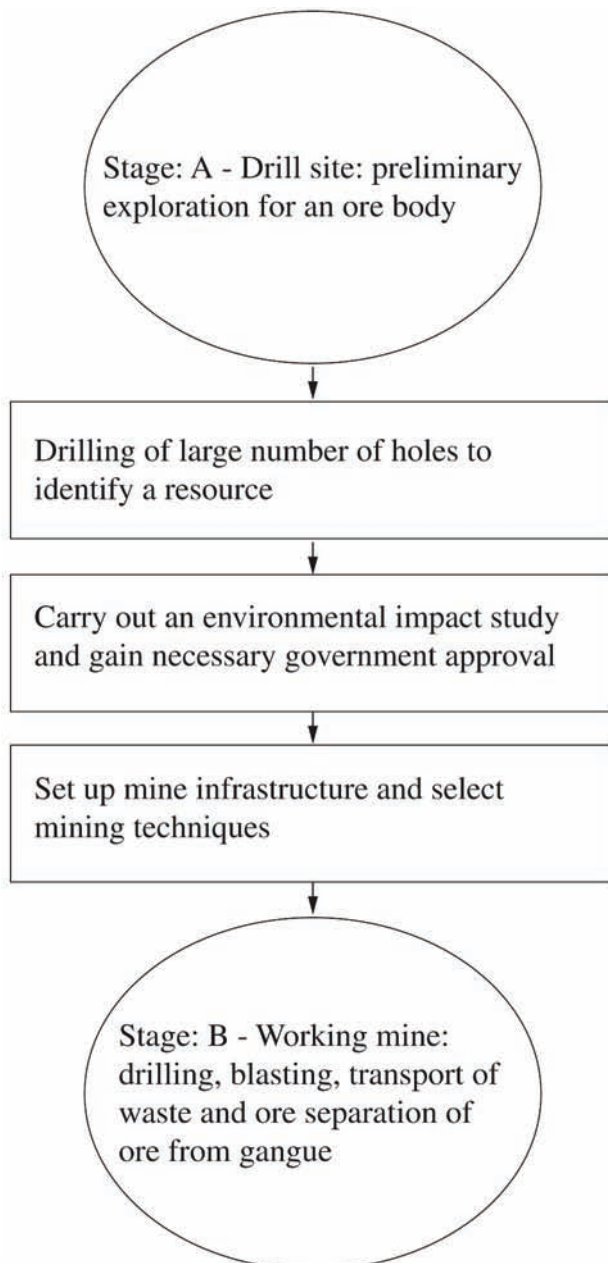 Stage: A - Drill site: preliminary
exploration for an ore body
Drilling of large number of holes to
identify a resource
Carry out an environmental impact study
and gain necessary government approval
Set up mine infrastructure and select
mining techniques
Stage: B - Working mine:
drilling, blasting, transport of
waste and ore separation of
ore from gangue